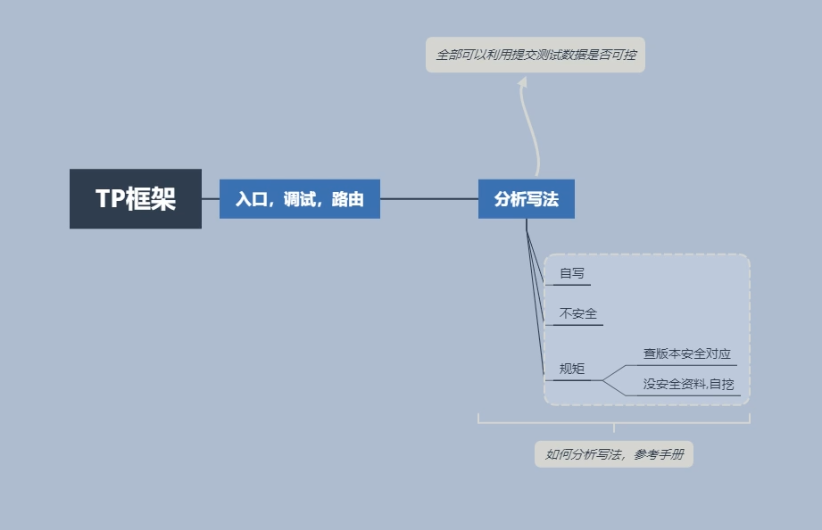 全部可以利用提交测试数据是否可控
TP框架
入口，调试，路由
分析写法
自写
不安全
规矩
查版本安全对应
没安全资料,自挖
如何分析写法，参考手册